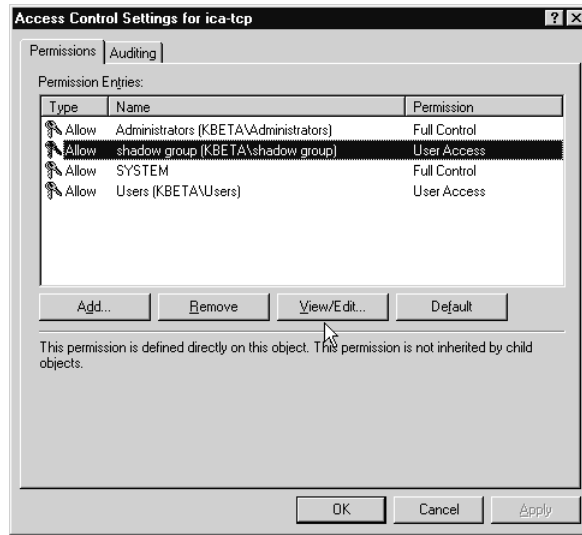 Access Control Settings for ica-tcp
Permissions Auditing
Permission Entries:
Type Name Permission
Allow Administrators (KBETA\Administrators) Full Control
Allow shadow group (KBETA\shadow group) User Access
Allow SYSTEM Full Control
Allow Users (KBETA\Users) User Access
Add... Remove View/Edit... Default
This permission is defined directly on this object. This permission is not inherited by child
objects.
OK Cancel Apply